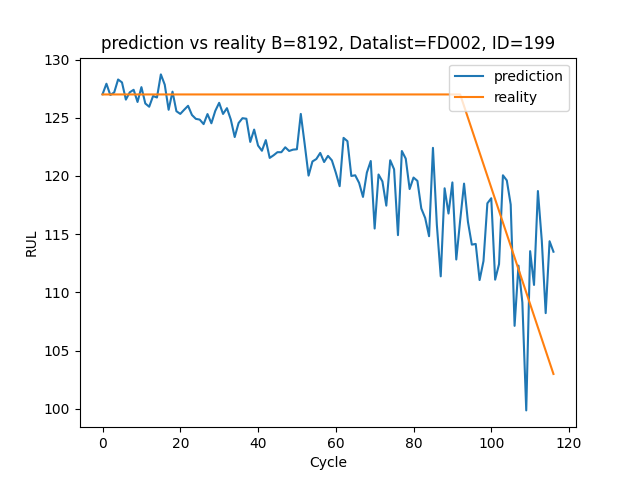 prediction vs reality B=8192, Datalist=FD002, ID=199
prediction
reality
130
125
120
115
110
105
100
RUL
0 20 40 60 80 100 120
Cycle